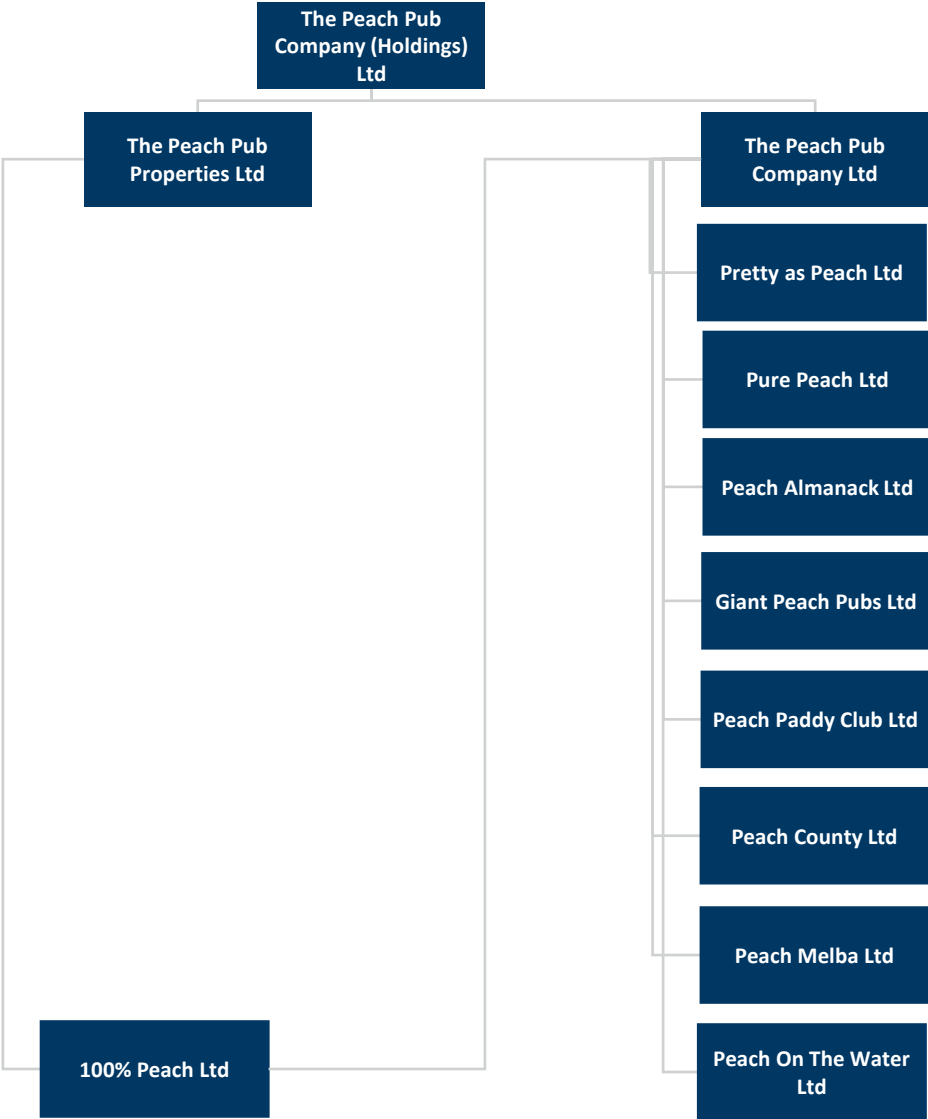 The Peach Pub
Company (Holdings)
Ltd
The Peach Pub
Properties Ltd
The Peach Pub
Company Ltd
Pretty as Peach Ltd
Pure Peach Ltd
Peach Almanack Ltd
Giant Peach Pubs Ltd
Peach Paddy Club Ltd
Peach County Ltd
Peach Melba Ltd
100% Peach Ltd
Peach On The Water
Ltd